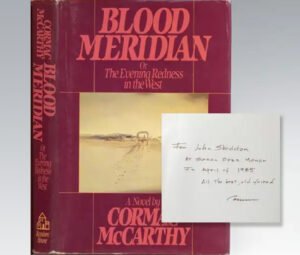 CORMAC
McCARTHY
BLOOD
MERIDIAN
Or
The Evening
Redness in
the West
Random
House
BLOOD
MERIDIAN
Or
The Evening Redness
in the West
A Novel by
CORMAC
McCARTHY
For John
at
In April of 1985
All the best, old friend